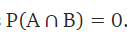 P(A ∩ B) = 0.